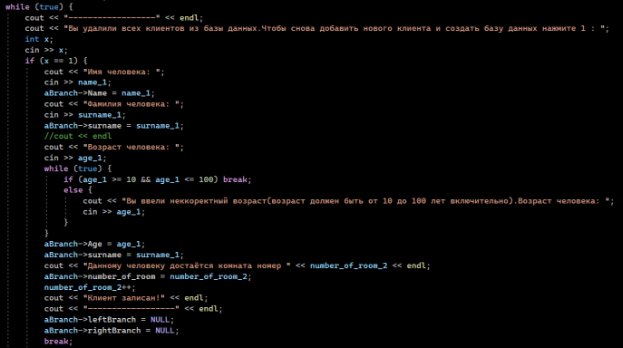 while (true) {
cout << "------------------" << endl;
cout << "Вы удалили всех клиентов из базы данных.Чтобы снова добавить нового клиента и создать базу данных нажмите 1 : ";
int x;
cin >> x;
if (x == 1) {
cout << "Имя человека: ";
cin >> name_1;
aBranch->Name = name_1;
cout << "Фамилия человека: ";
cin >> surname_1;
aBranch->surname = surname_1;
//cout << endl
cout << "Возраст человека: ";
cin >> age_1;
while (true) {
if (age_1 >= 10 && age_1 <= 100) break;
else {
cout << "Вы ввели неккоректный возраст(возраст должен быть от 10 до 100 лет включительно).Возраст человека: ";
cin >> age_1;
}
}
aBranch->Age = age_1;
aBranch->surname = surname_1;
cout << "Данному человеку достаётся комната номер " << number_of_room_2 << endl;
aBranch->number_of_room = number_of_room_2;
number_of_room_2++;
cout << "Клиент записан!" << endl;
cout << "------------------" << endl;
aBranch->leftBranch = NULL;
aBranch->rightBranch = NULL;
break;